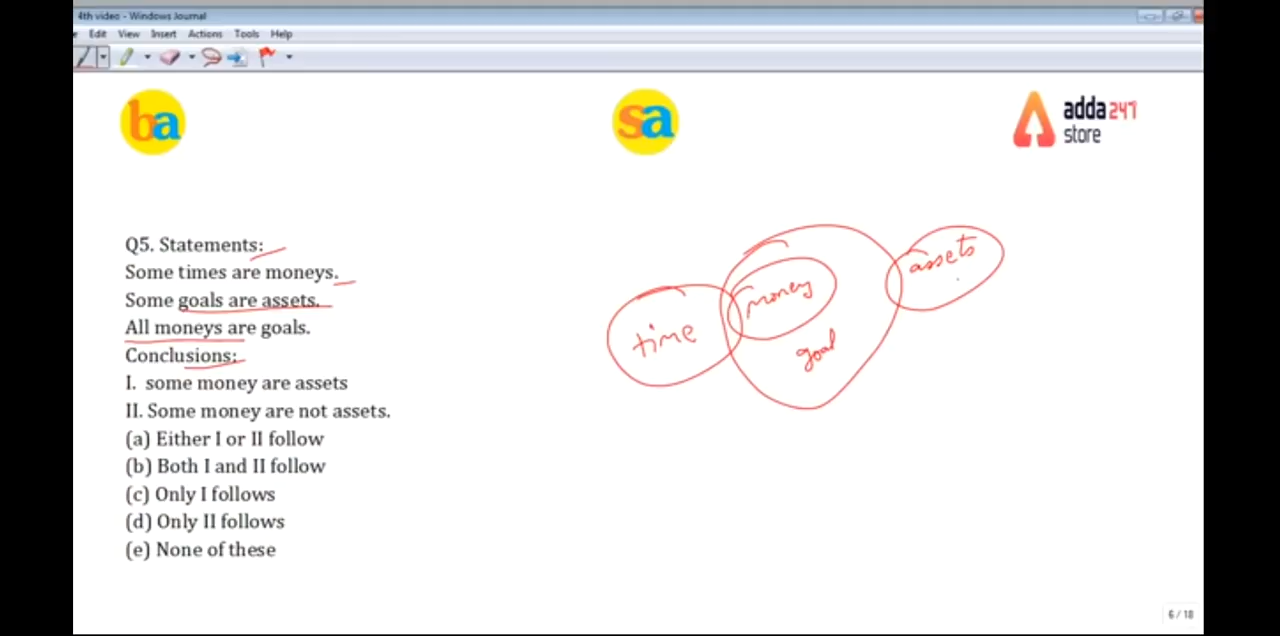 4th video - Windows Journal
Edit View Insert Actions Tools Help
ba
sa
adda247
store
Q5. Statements:
Some times are moneys.
Some goals are assets.
All moneys are goals.
Conclusions:
I. some money are assets
II. Some money are not assets.
(a) Either I or II follow
(b) Both I and II follow
(c) Only I follows
(d) Only II follows
(e) None of these
time
money
goal
assets
6 / 18